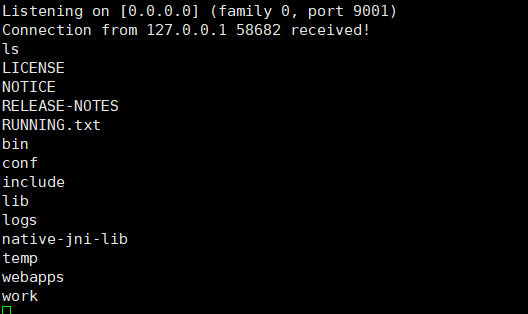 Listening on [0.0.0.0] (family 0, port 9001)
Connection from 127.0.0.1 58682 received!
ls
LICENSE
NOTICE
RELEASE-NOTES
RUNNING.txt
bin
conf
include
lib
logs
native-jni-lib
temp
webapps
work